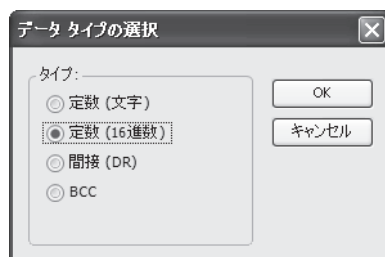 データ タイプの選択
タイプ:
定数 (文字)
定数 (16進数)
間接 (DR)
BCC
OK
キャンセル